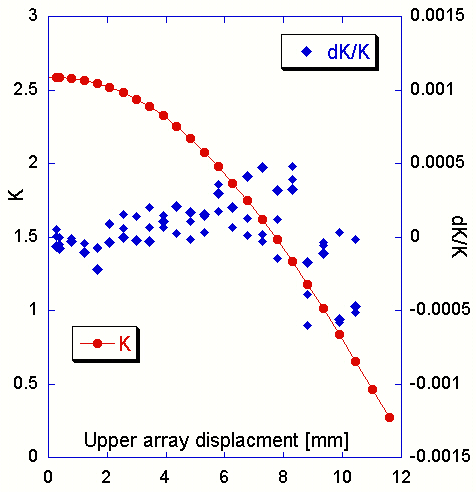 3
0.0015
dK/K
2.5
0.001
2
0.0005
K
1.5
0
dK/K
1
-0.0005
K
0.5
-0.001
Upper array displacment [mm]
0
-0.0015
0 2 4 6 8 10 12